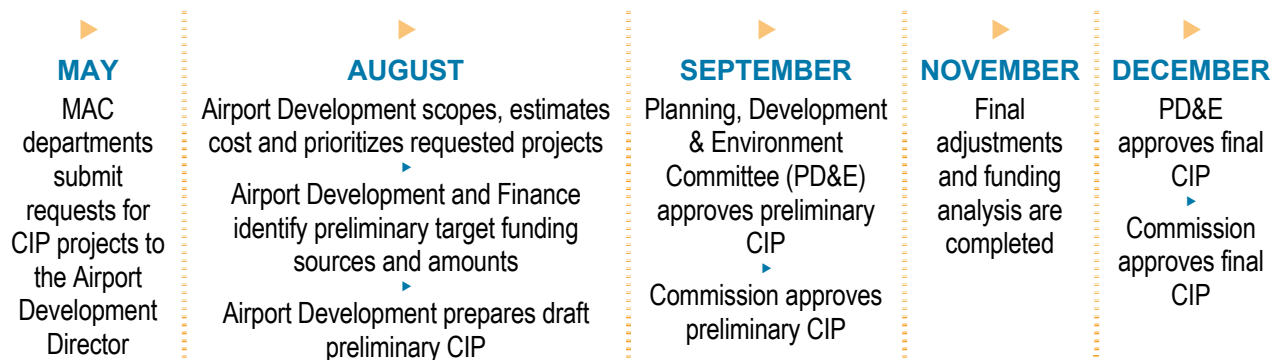 MAY
MAC
departments
submit
requests for
CIP projects to
the Airport
Development
Director
AUGUST
Airport Development scopes, estimates
cost and prioritizes requested projects
Airport Development and Finance
identify preliminary target funding
sources and amounts
Airport Development prepares draft
preliminary CIP
SEPTEMBER
Planning, Development
& Environment
Committee (PD&E)
approves preliminary
CIP
Commission approves
preliminary CIP
NOVEMBER
Final
adjustments
and funding
analysis are
completed
DECEMBER
PD&E
approves final
CIP
Commission
approves final
CIP